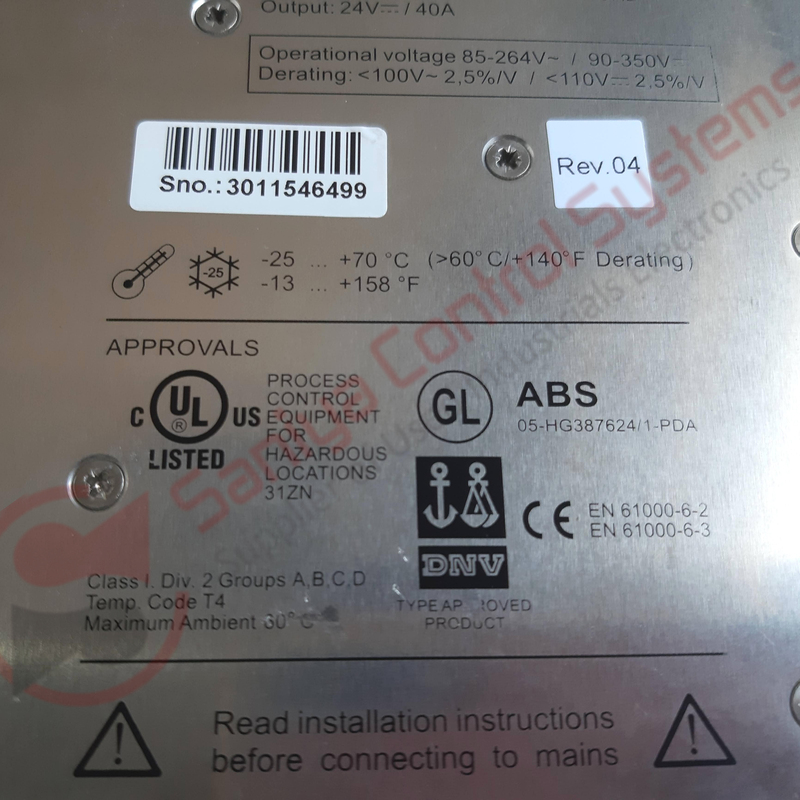 Output: 24V⎓ / 40A
Operational voltage 85-264V~ / 90-350V⎓
Derating: <100V~ 2,5%/V / <110V⎓ 2,5%/V
Sno.: 3011546499
Rev.04
-25
-25 ... +70 °C (>60°C/+140°F Derating)
-13 ... +158 °F
APPROVALS
C UL US
®
LISTED
PROCESS
CONTROL
EQUIPMENT
FOR
HAZARDOUS
LOCATIONS
31ZN
GL
ABS
05-HG387624/1-PDA
DNV
TYPE APPROVED
PRODUCT
CE
EN 61000-6-2
EN 61000-6-3
Class I. Div. 2 Groups A,B,C,D
Temp. Code T4
Maximum Ambient 60°C
Read installation instructions
before connecting to mains
Saniya Control Systems